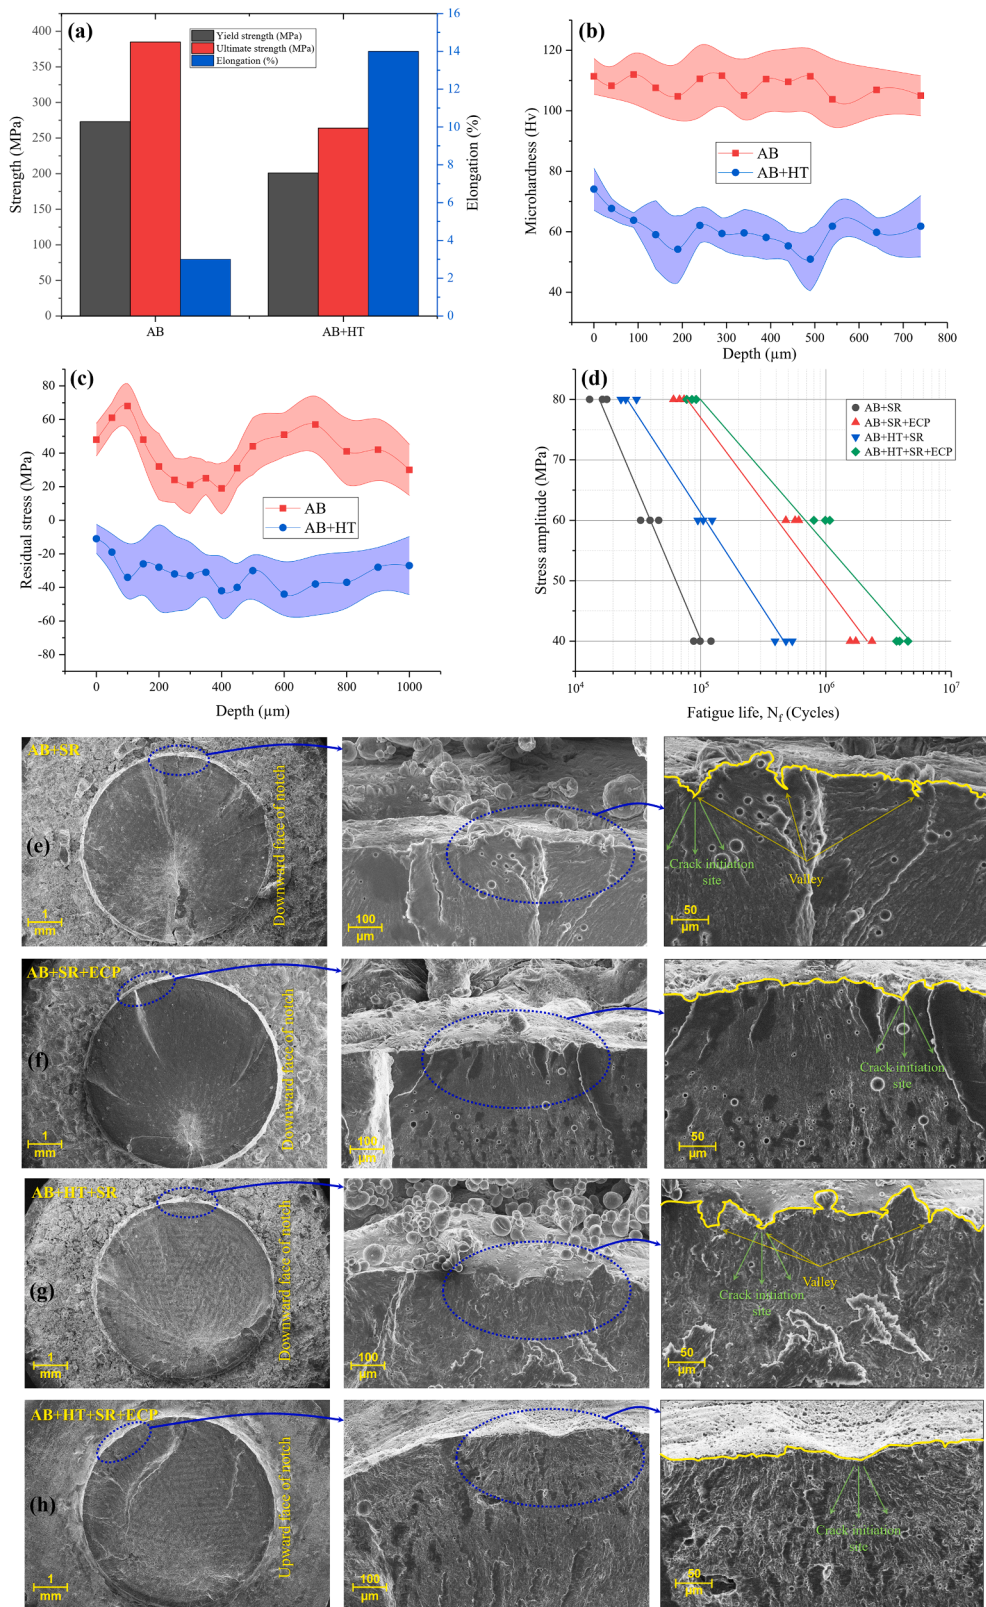 (a)
Yield strength (MPa)
Ultimate strength (MPa)
Elongation (%)
Strength (MPa)
Elongation (%)
400
350
300
250
200
150
100
50
0
16
14
12
10
8
6
4
2
0
AB
AB+HT
(b)
Microhardness (Hv)
120
100
80
60
40
AB
AB+HT
0
100
200
300
400
500
600
700
800
Depth (µm)
(c)
Residual stress (MPa)
80
60
40
20
0
-20
-40
-60
-80
AB
AB+HT
0
200
400
600
800
1000
Depth (µm)
(d)
Stress amplitude (MPa)
80
70
60
50
40
AB+SR
AB+SR+ECP
AB+HT+SR
AB+HT+SR+ECP
10⁴
10⁵
10⁶
10⁷
Fatigue life, Nf (Cycles)
AB+SR
(e)
Downward face of notch
1
mm
100
µm
Crack initiation
site
Valley
50
µm
AB+SR+ECP
(f)
Downward face of notch
1
mm
100
µm
Crack initiation
site
50
µm
AB+HT+SR
(g)
Downward face of notch
1
mm
100
µm
Valley
Crack initiation
site
50
µm
AB+HT+SR+ECP
(h)
Upward face of notch
1
mm
100
µm
Crack initiation
site
50
µm